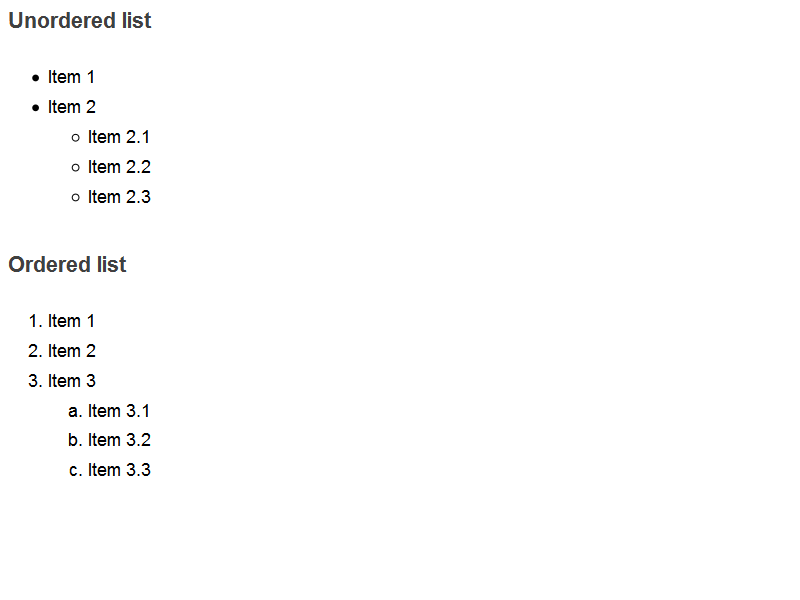 Unordered list
• Item 1
• Item 2
○ Item 2.1
○ Item 2.2
○ Item 2.3
Ordered list
1. Item 1
2. Item 2
3. Item 3
a. Item 3.1
b. Item 3.2
c. Item 3.3